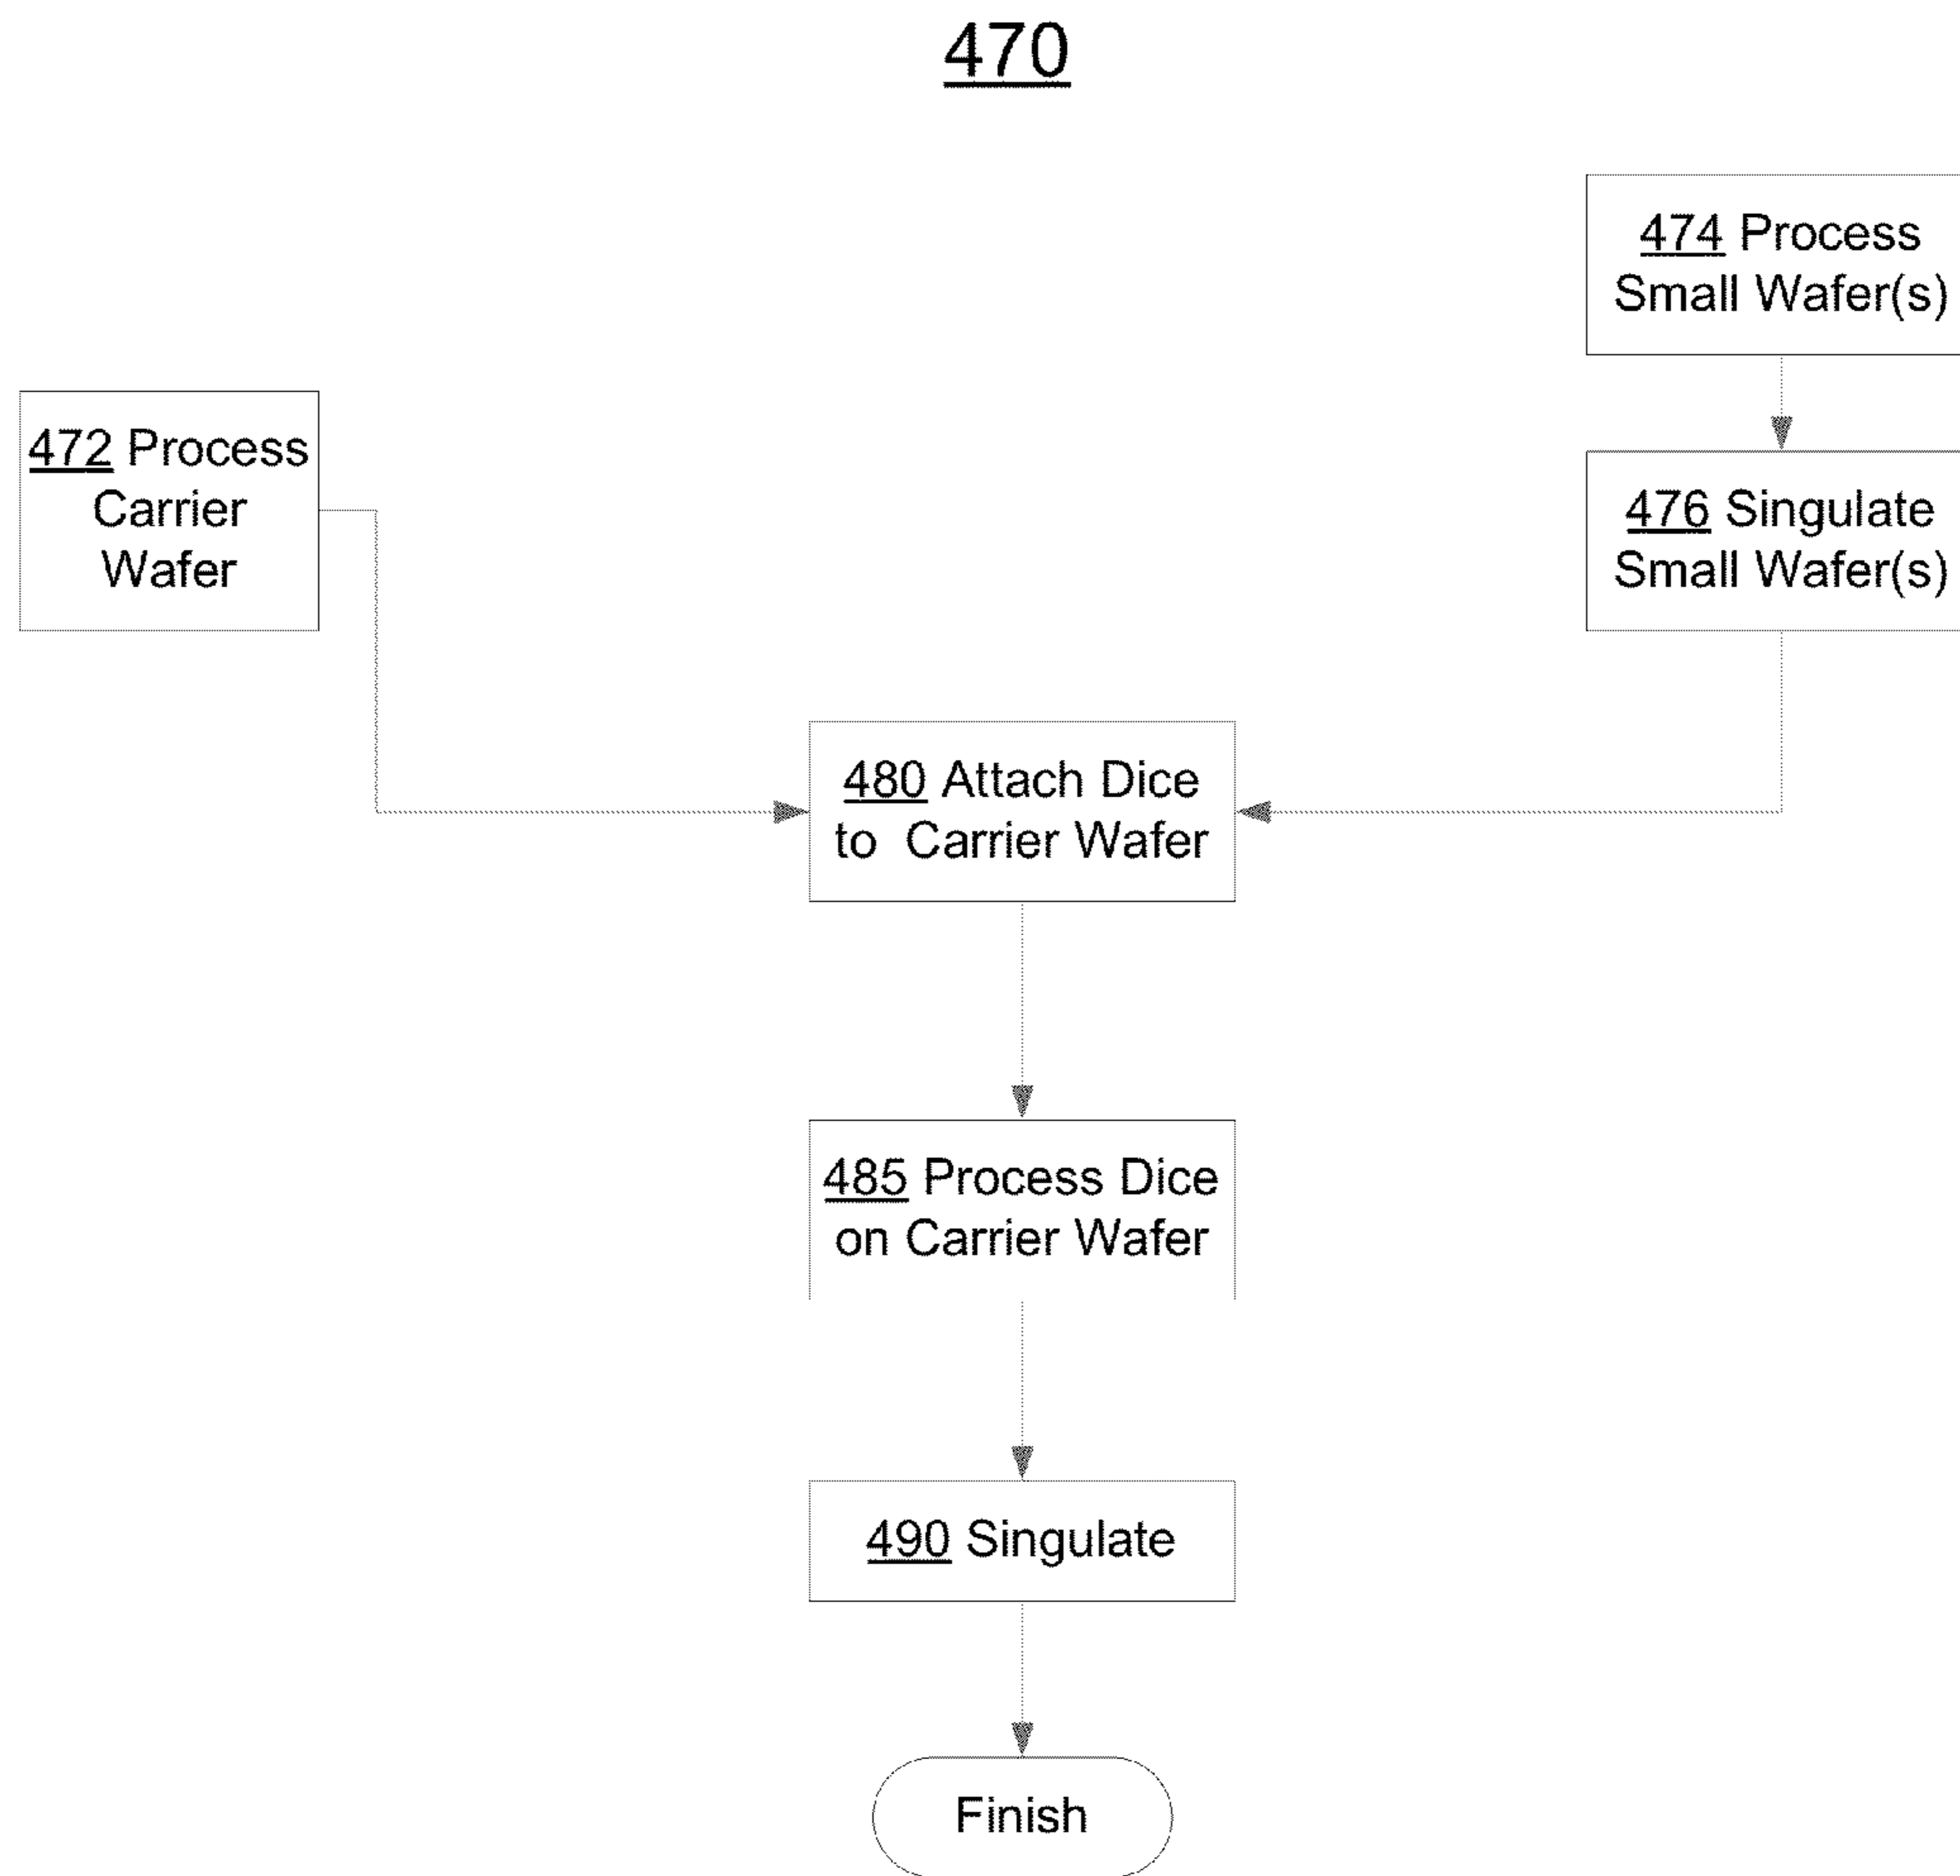 470
474 Process
Small Wafer(s)
472 Process
Carrier
Wafer
476 Singulate
Small Wafer(s)
480 Attach Dice
to Carrier Wafer
485 Process Dice
on Carrier Wafer
490 Singulate
Finish